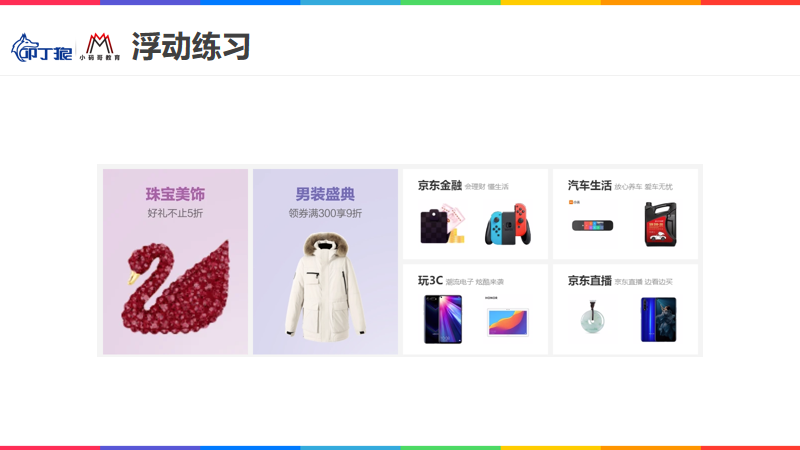 叩丁狼
小码哥教育
浮动练习
珠宝美饰
好礼不止5折
男装盛典
领券满300享9折
京东金融 会理财 懂生活
汽车生活 放心养车 爱车无忧
玩3C 潮流电子 炫酷来袭
HONOR
京东直播 京东直播 边看边买